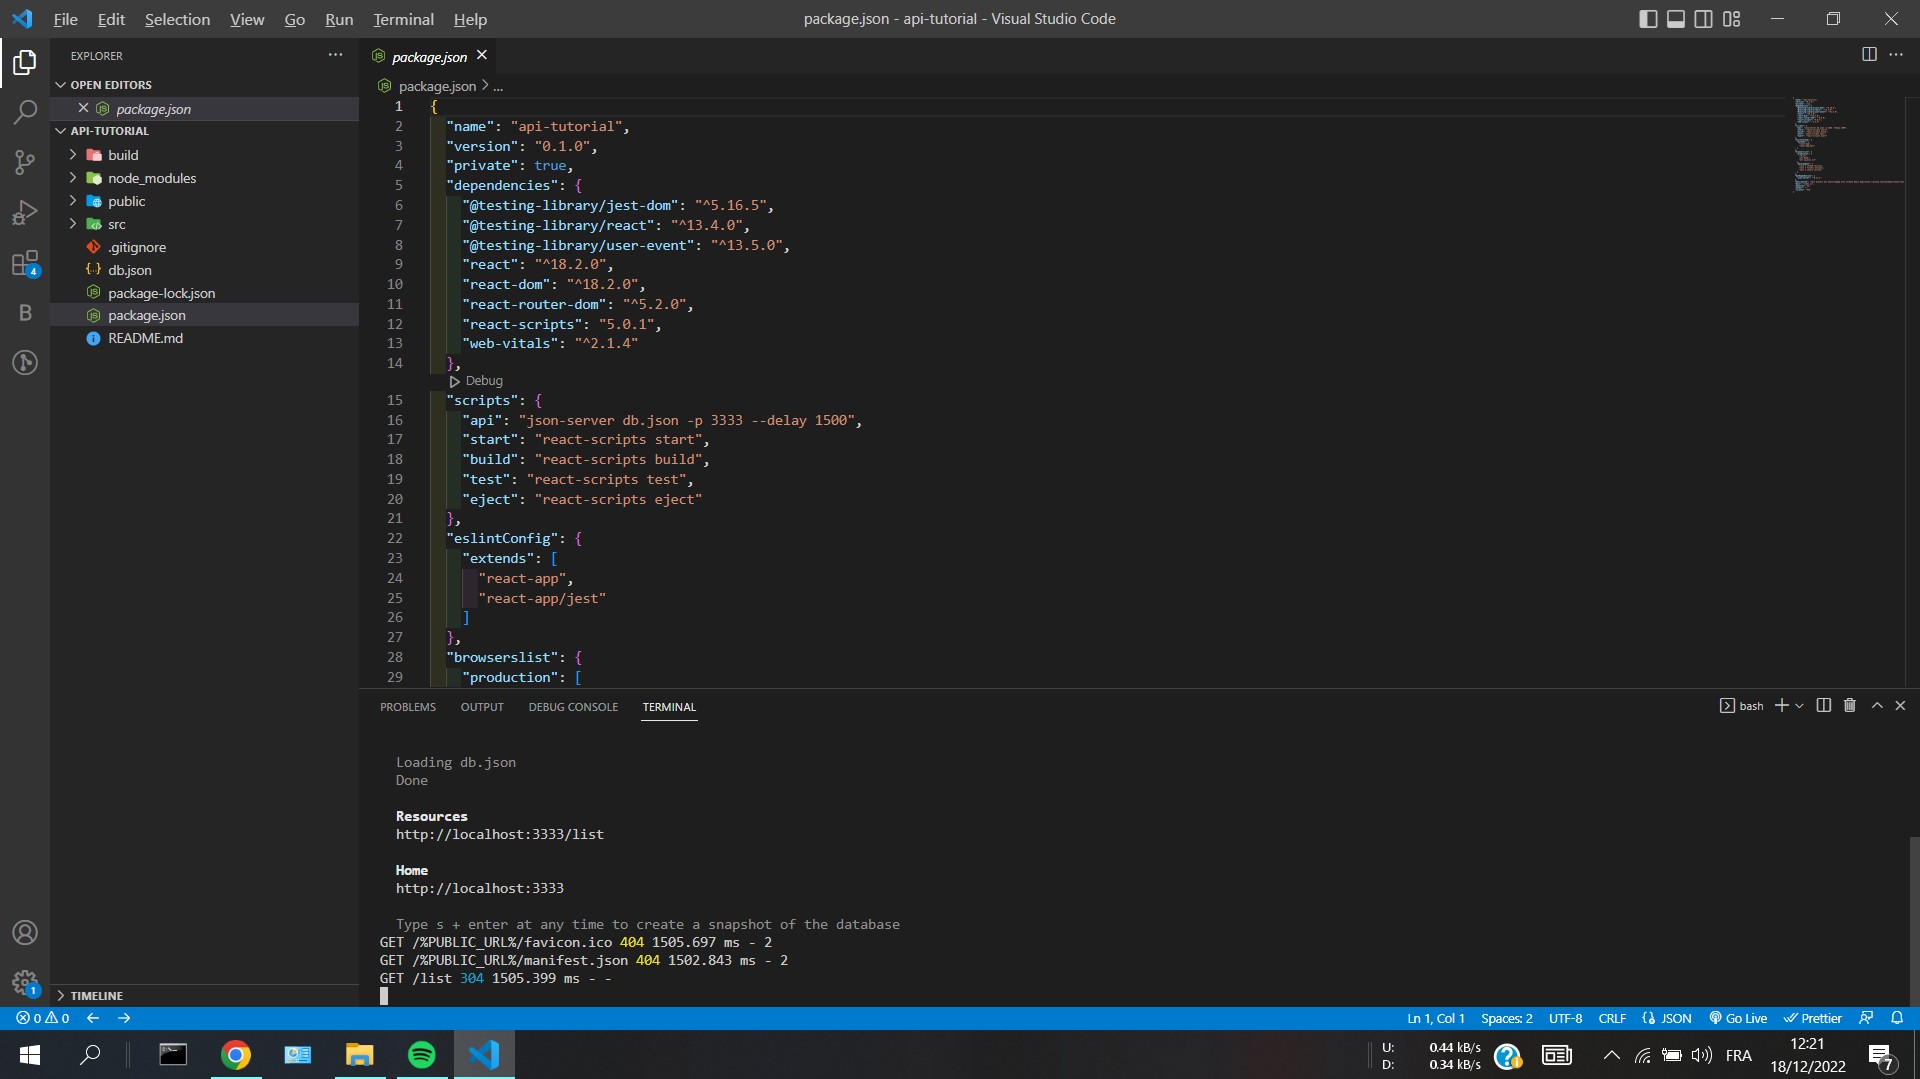 File Edit Selection View Go Run Terminal Help
package.json - api-tutorial - Visual Studio Code
EXPLORER
OPEN EDITORS
package.json
API-TUTORIAL
build
node_modules
public
src
.gitignore
db.json
package-lock.json
package.json
README.md
TIMELINE
4
B
1
package.json
package.json > ...
1 {
2 "name": "api-tutorial",
3 "version": "0.1.0",
4 "private": true,
5 "dependencies": {
6 "@testing-library/jest-dom": "^5.16.5",
7 "@testing-library/react": "^13.4.0",
8 "@testing-library/user-event": "^13.5.0",
9 "react": "^18.2.0",
10 "react-dom": "^18.2.0",
11 "react-router-dom": "^5.2.0",
12 "react-scripts": "5.0.1",
13 "web-vitals": "^2.1.4"
14 },
Debug
15 "scripts": {
16 "api": "json-server db.json -p 3333 --delay 1500",
17 "start": "react-scripts start",
18 "build": "react-scripts build",
19 "test": "react-scripts test",
20 "eject": "react-scripts eject"
21 },
22 "eslintConfig": {
23 "extends": [
24 "react-app",
25 "react-app/jest"
26 ]
27 },
28 "browserslist": {
29 "production": [
PROBLEMS OUTPUT DEBUG CONSOLE TERMINAL
bash
Loading db.json
Done
Resources
http://localhost:3333/list
Home
http://localhost:3333
Type s + enter at any time to create a snapshot of the database
GET /%PUBLIC_URL%/favicon.ico 404 1505.697 ms - 2
GET /%PUBLIC_URL%/manifest.json 404 1502.843 ms - 2
GET /list 304 1505.399 ms - -
0 0
Ln 1, Col 1 Spaces: 2 UTF-8 CRLF {} JSON Go Live Prettier
U: 0.44 kB/s
D: 0.34 kB/s
FRA
12:21
18/12/2022
7